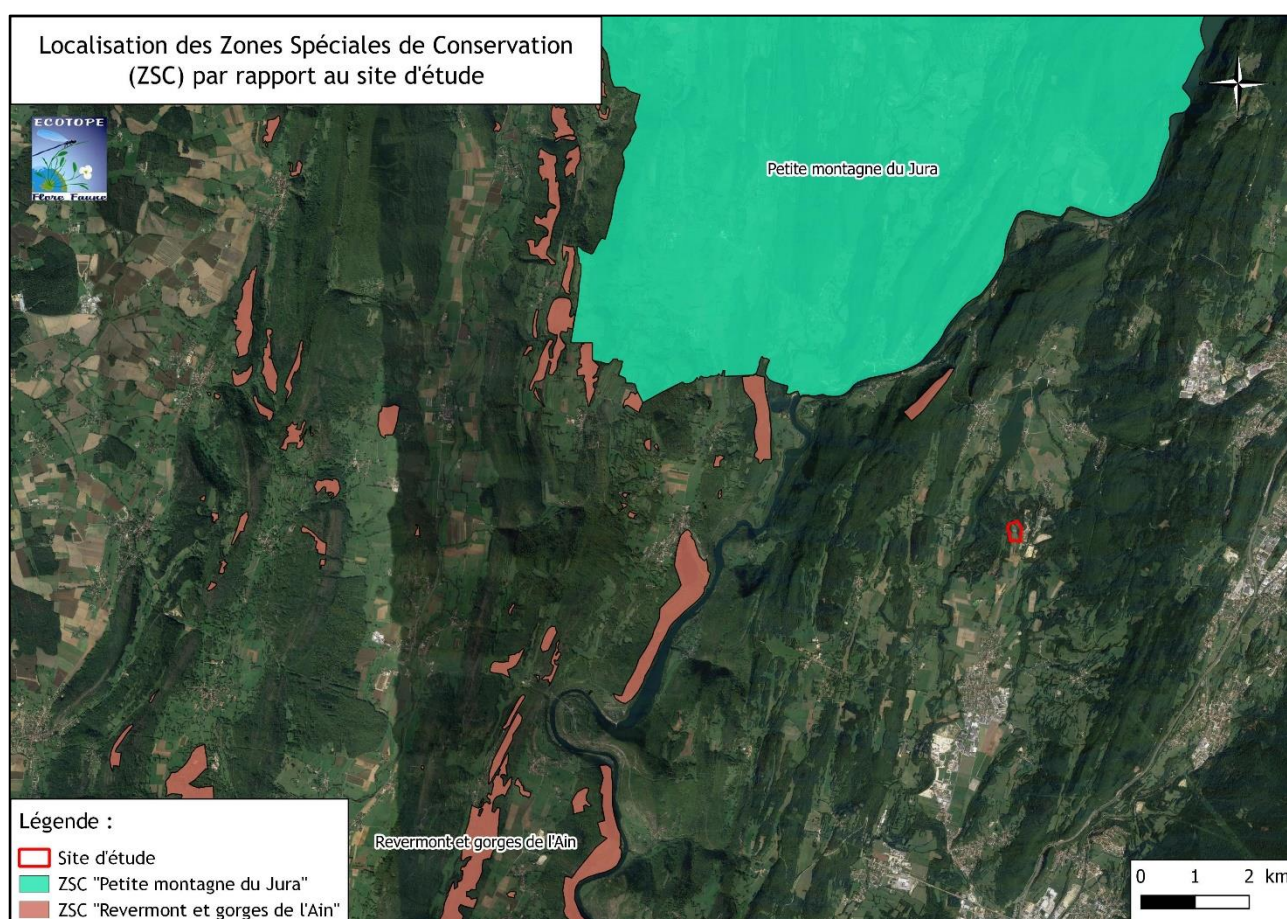 Localisation des Zones Spéciales de Conservation
(ZSC) par rapport au site d'étude
ECOTOPE
Flore Faune
Petite montagne du Jura
Revermont et gorges de l'Ain
Légende :
Site d'étude
ZSC "Petite montagne du Jura"
ZSC "Revermont et gorges de l'Ain"
0 1 2 km